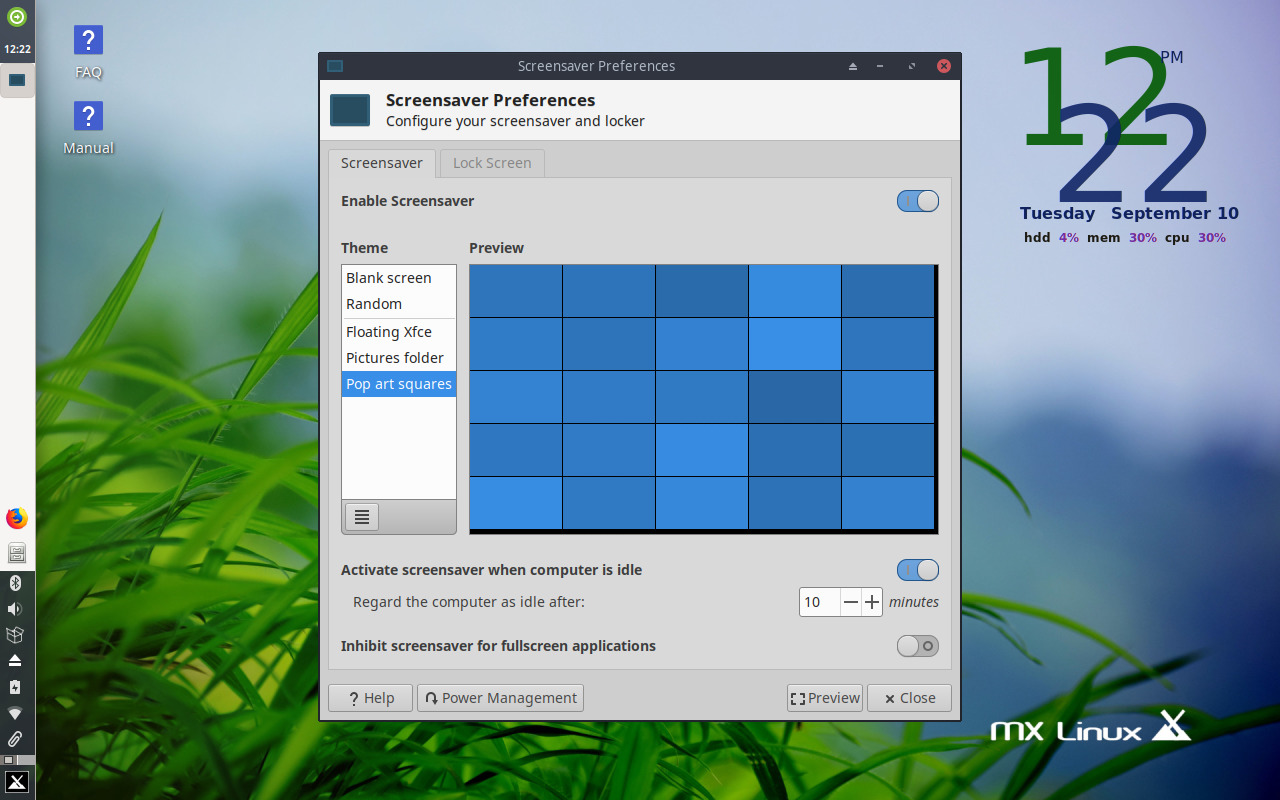 12:22
FAQ
Manual
Screensaver Preferences
Screensaver Preferences
Configure your screensaver and locker
Screensaver
Lock Screen
Enable Screensaver
Theme
Preview
Blank screen
Random
Floating Xfce
Pictures folder
Pop art squares
Activate screensaver when computer is idle
Regard the computer as idle after:
10
minutes
Inhibit screensaver for fullscreen applications
? Help
Power Management
Preview
Close
12 PM
22
Tuesday September 10
hdd 4% mem 30% cpu 30%
MX Linux